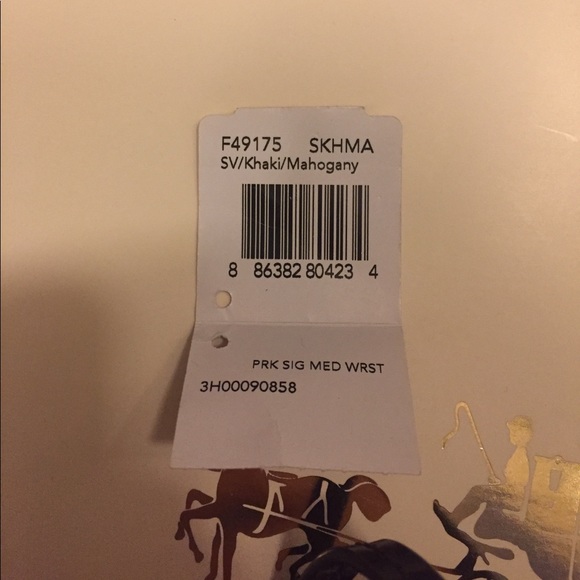 F49175 SKHMA
SV/Khaki/Mahogany
8 86382 80423 4
PRK SIG MED WRST
3H00090858